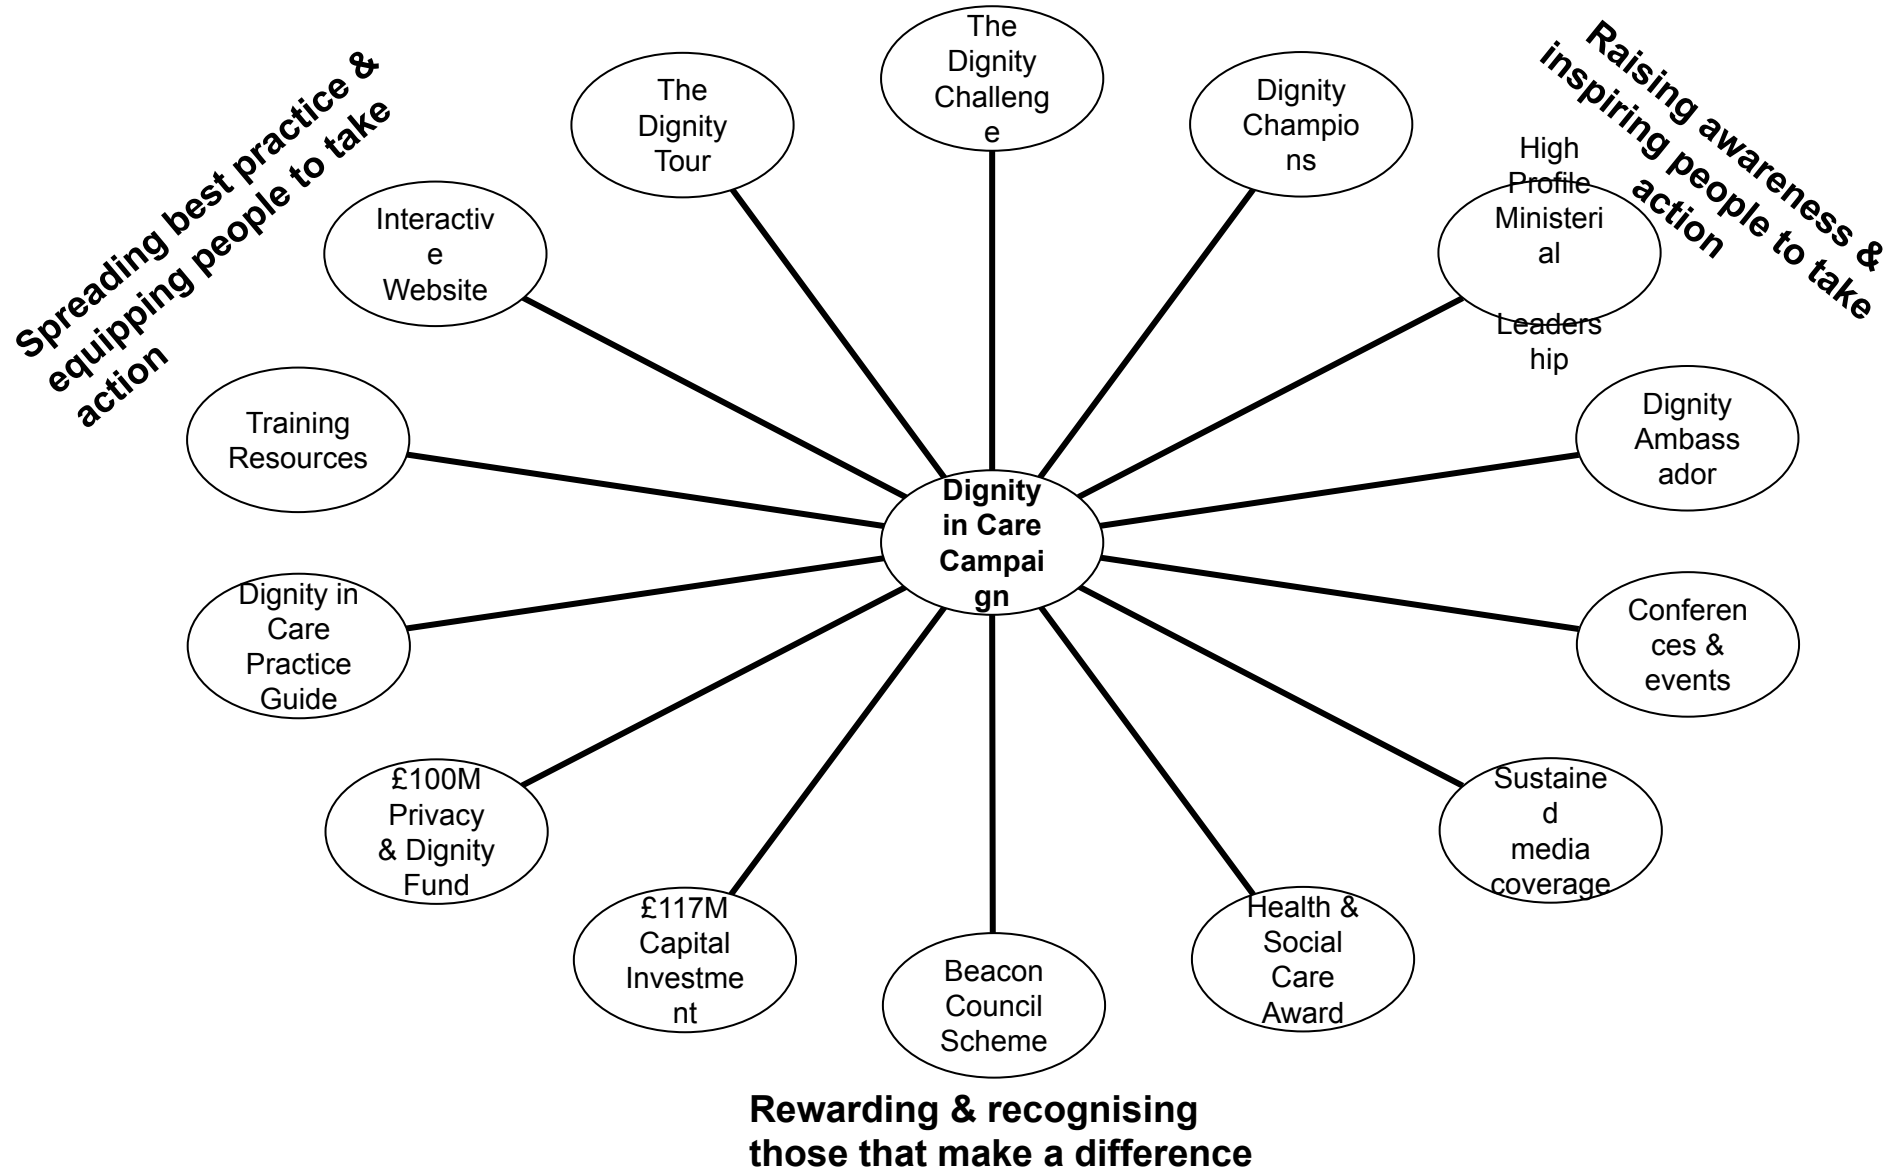 Spreading best practice &
equipping people to take
action
Raising awareness &
inspiring people to take
action
The
Dignity
Challeng
e
Dignity
Champio
ns
High
Profile
Ministeri
al
Leaders
hip
Dignity
Ambass
ador
Conferen
ces &
events
Sustaine
d
media
coverage
Health &
Social
Care
Award
Beacon
Council
Scheme
£117M
Capital
Investme
nt
£100M
Privacy
& Dignity
Fund
Dignity in
Care
Practice
Guide
Training
Resources
Interactiv
e
Website
The
Dignity
Tour
Dignity
in Care
Campai
gn
Rewarding & recognising
those that make a difference